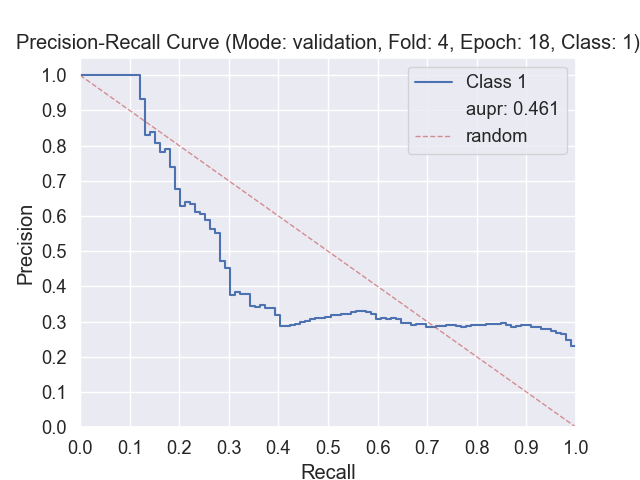 Precision-Recall Curve (Mode: validation, Fold: 4, Epoch: 18, Class: 1)
Class 1
aupr: 0.461
random
1.0
0.9
0.8
0.7
0.6
0.5
0.4
0.3
0.2
0.1
0.0
Precision
0.0 0.1 0.2 0.3 0.4 0.5 0.6 0.7 0.8 0.9 1.0
Recall